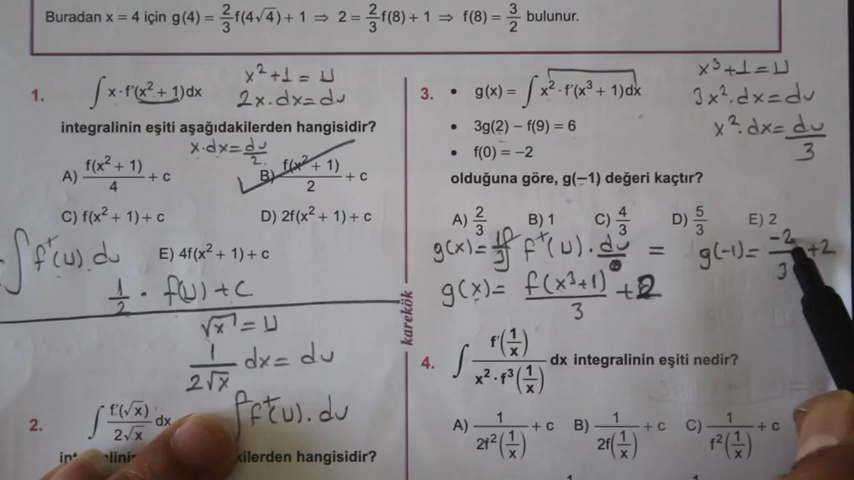 Buradan x = 4 için g(4) = 2/3 f(4√4) + 1 ⇒ 2 = 2/3 f(8) + 1 ⇒ f(8) = 3/2 bulunur.
1. ∫ x · f'(x² + 1)dx
x² + 1 = u
2x · dx = du
integralinin eşiti aşağıdakilerden hangisidir?
x · dx = du/2
A) f(x² + 1)/4 + c B) f(x² + 1)/2 + c
C) f(x² + 1) + c D) 2f(x² + 1) + c
E) 4f(x² + 1) + c
∫ f'(u) · du
1/2 · f(u) + c
√x = u
1/(2√x) dx = du
2. ∫ f'(√x)/(2√x) dx
∫ f'(u) · du
karekök
3. • g(x) = ∫ x² · f'(x³ + 1)dx
x³ + 1 = u
3x² · dx = du
x² · dx = du/3
• 3g(2) – f(9) = 6
• f(0) = –2
olduğuna göre, g(–1) değeri kaçtır?
A) 2/3 B) 1 C) 4/3 D) 5/3 E) 2
g(x) = 1/3 ∫ f'(u) · du = g(-1) = -2/3 + 2
g(x) = f(x³+1)/3 + 2
4. ∫ f'(1/x)/(x² · f³(1/x)) dx integralinin eşiti nedir?
A) 1/(2f²(1/x)) + c B) 1/(2f(1/x)) + c C) 1/(f²(1/x)) + c